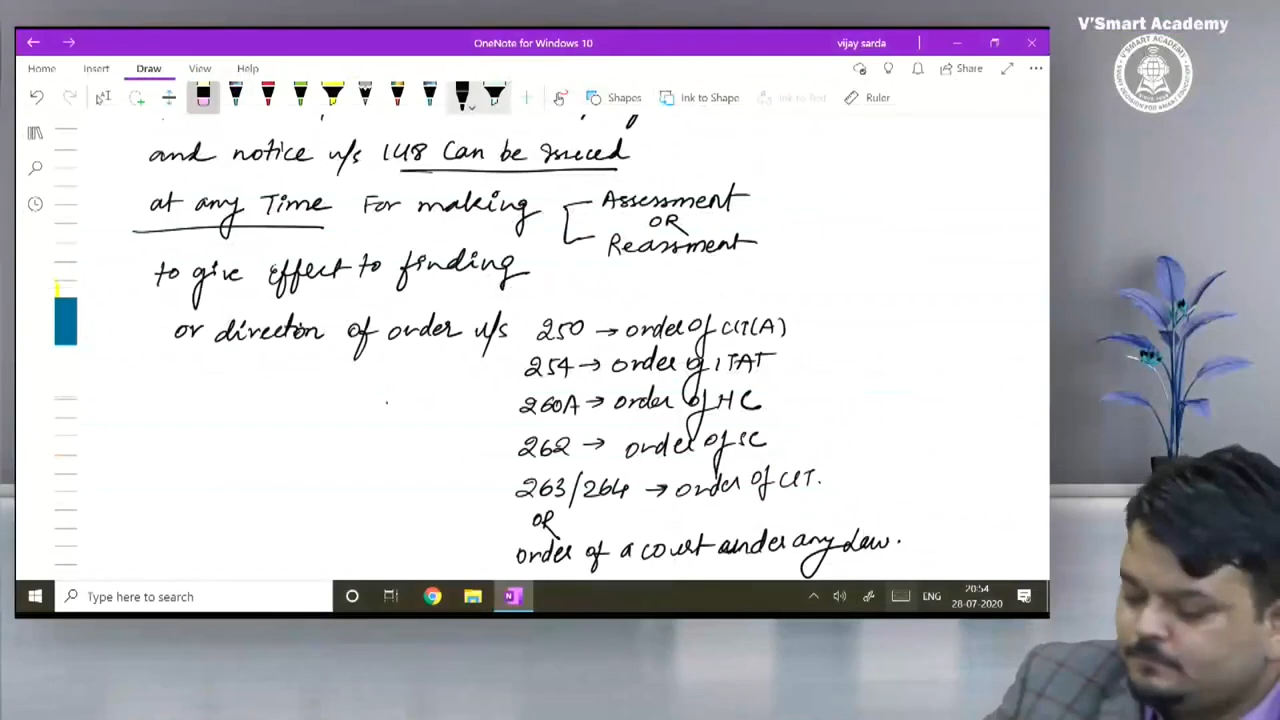 V'Smart Academy
OneNote for Windows 10
vijay sarda
Home Insert Draw View Help
Share
Shapes Ink to Shape Ink to Text Ruler
and notice u/s 148 Can be Issued
at any Time For making Assessment
OR
Reassment
to give effect to finding
or direction of order u/s 250 → order of CIT(A)
254 → order of ITAT
260A → order of HC
262 → order of SC
263/264 → order of CIT.
OR
order of a court under any Law.
Type here to search
ENG
20:54
28-07-2020